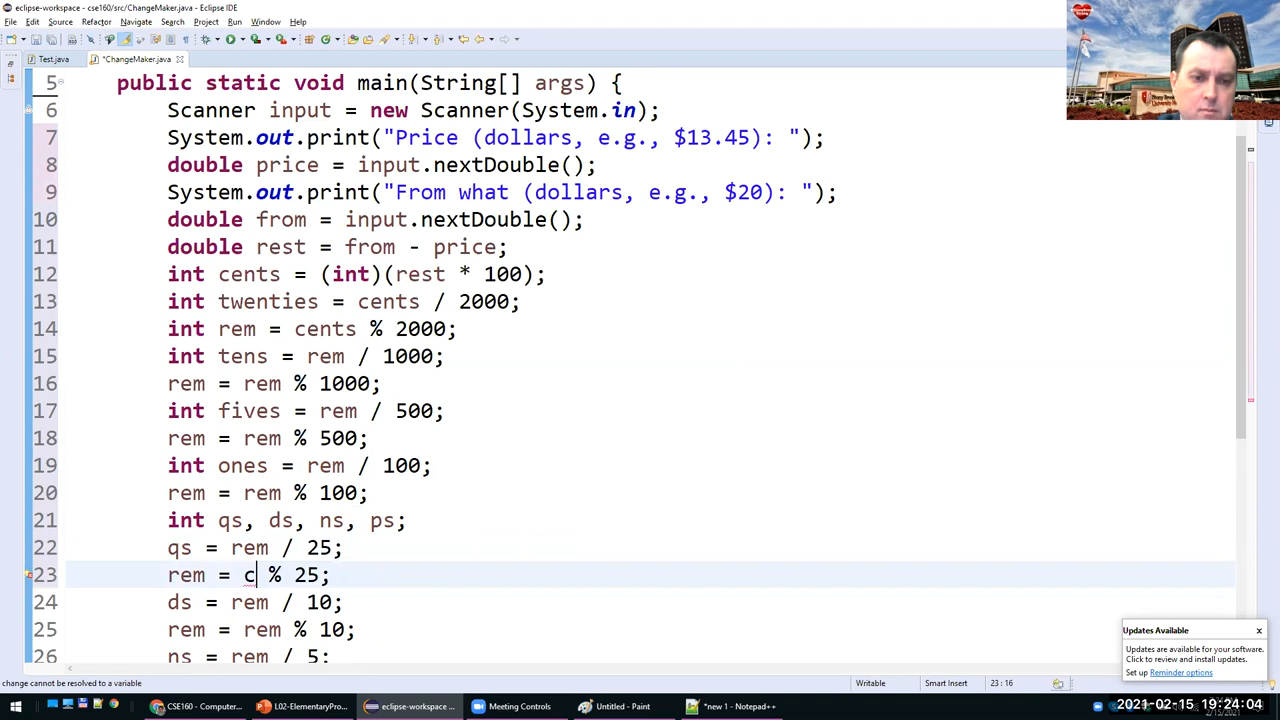 eclipse-workspace - cse160/src/ChangeMaker.java - Eclipse IDE
File Edit Source Refactor Navigate Search Project Run Window Help
Test.java *ChangeMaker.java
5 public static void main(String[] args) {
6 Scanner input = new Scanner(System.in);
7 System.out.print("Price (dollars, e.g., $13.45): ");
8 double price = input.nextDouble();
9 System.out.print("From what (dollars, e.g., $20): ");
10 double from = input.nextDouble();
11 double rest = from - price;
12 int cents = (int)(rest * 100);
13 int twenties = cents / 2000;
14 int rem = cents % 2000;
15 int tens = rem / 1000;
16 rem = rem % 1000;
17 int fives = rem / 500;
18 rem = rem % 500;
19 int ones = rem / 100;
20 rem = rem % 100;
21 int qs, ds, ns, ps;
22 qs = rem / 25;
23 rem = c % 25;
24 ds = rem / 10;
25 rem = rem % 10;
26 ns = rem / 5;
Updates Available x
Updates are available for your software.
Click to review and install updates.
Set up Reminder options
change cannot be resolved to a variable Writable Smart Insert 23 : 16
CSE160 - Computer... L02-ElementaryPro... eclipse-workspace ... Meeting Controls Untitled - Paint *new 1 - Notepad++
2021-02-15 19:24:04